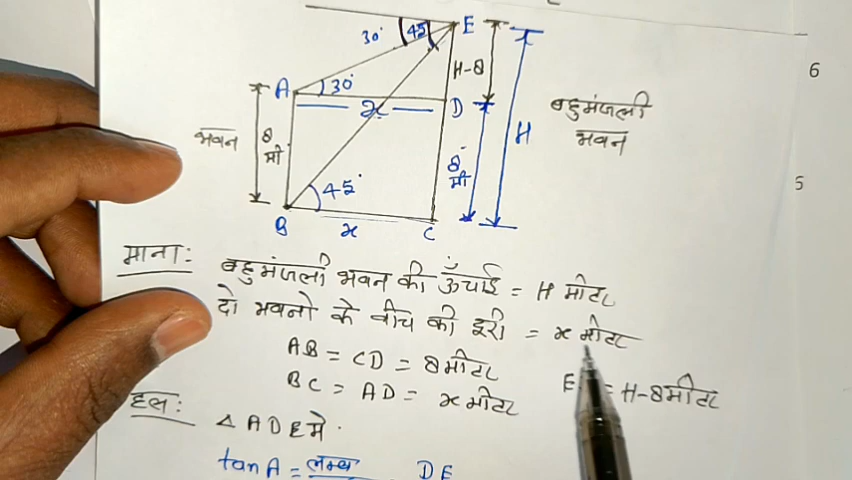 30° 45° E
H-8
A 30° D
x
भवन 8 मी
8 मी
H
बहुमंजली
भवन
45°
B x C
6
5
माना: बहुमंजली भवन की ऊँचाई = H मीटर
दो भवनो के बीच की दूरी = x मीटर
AB = CD = 8 मीटर
BC = AD = x मीटर E = H-8 मीटर
हल: △ ADE मे.
tan A = लम्ब DE